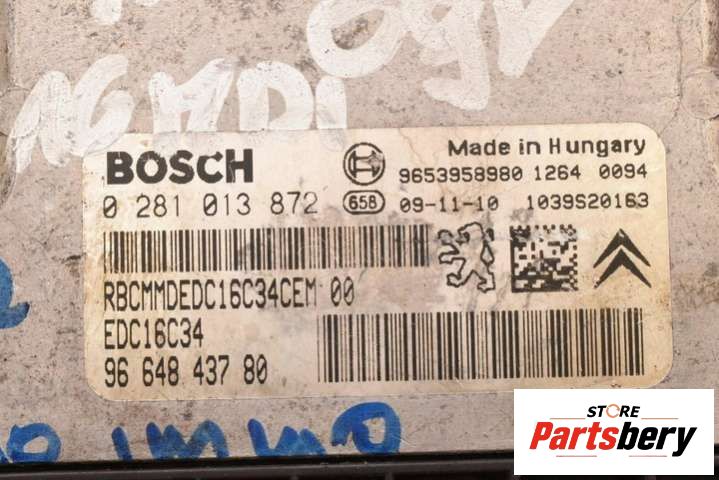 16 HDI
BOSCH
Made in Hungary
9653958980 1264 0094
0 281 013 872 658 09-11-10 1039S20163
RBCMMDEDC16C34CEM 00
EDC16C34
96 648 437 80
immo
STORE
Partsbery